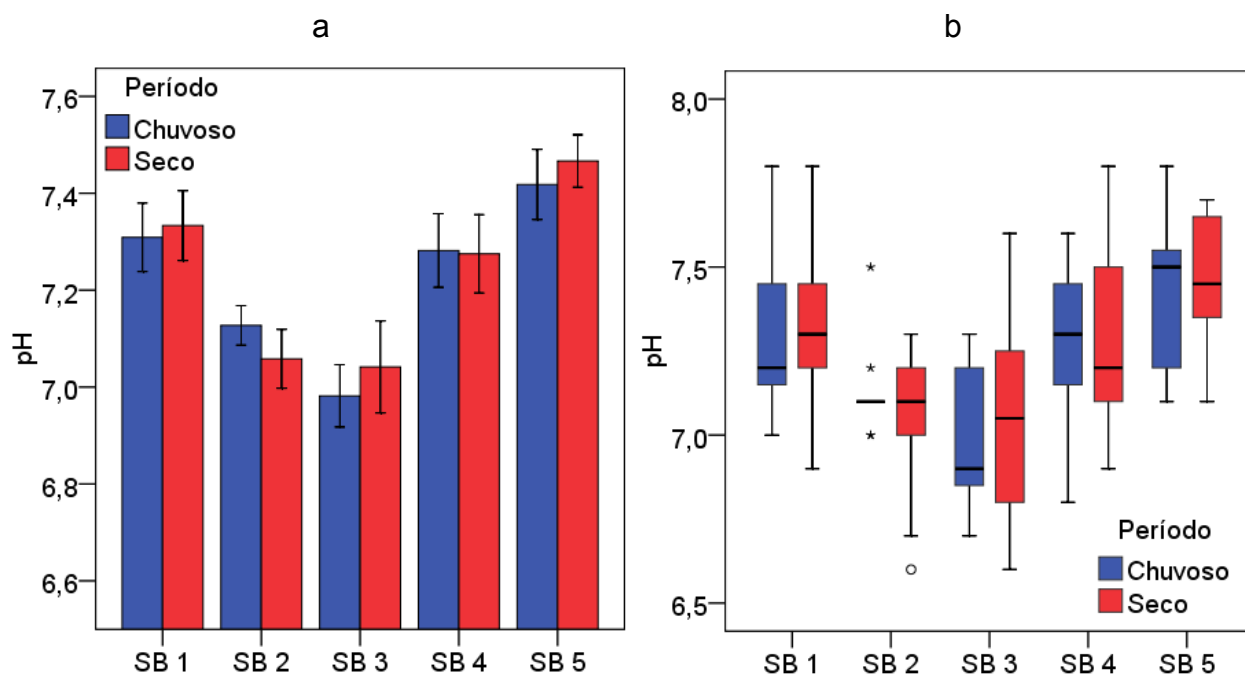 a
b
Período
Chuvoso
Seco
7,6
7,4
7,2
7,0
6,8
6,6
pH
SB 1
SB 2
SB 3
SB 4
SB 5
8,0
7,5
7,0
6,5
pH
Período
Chuvoso
Seco
SB 1
SB 2
SB 3
SB 4
SB 5